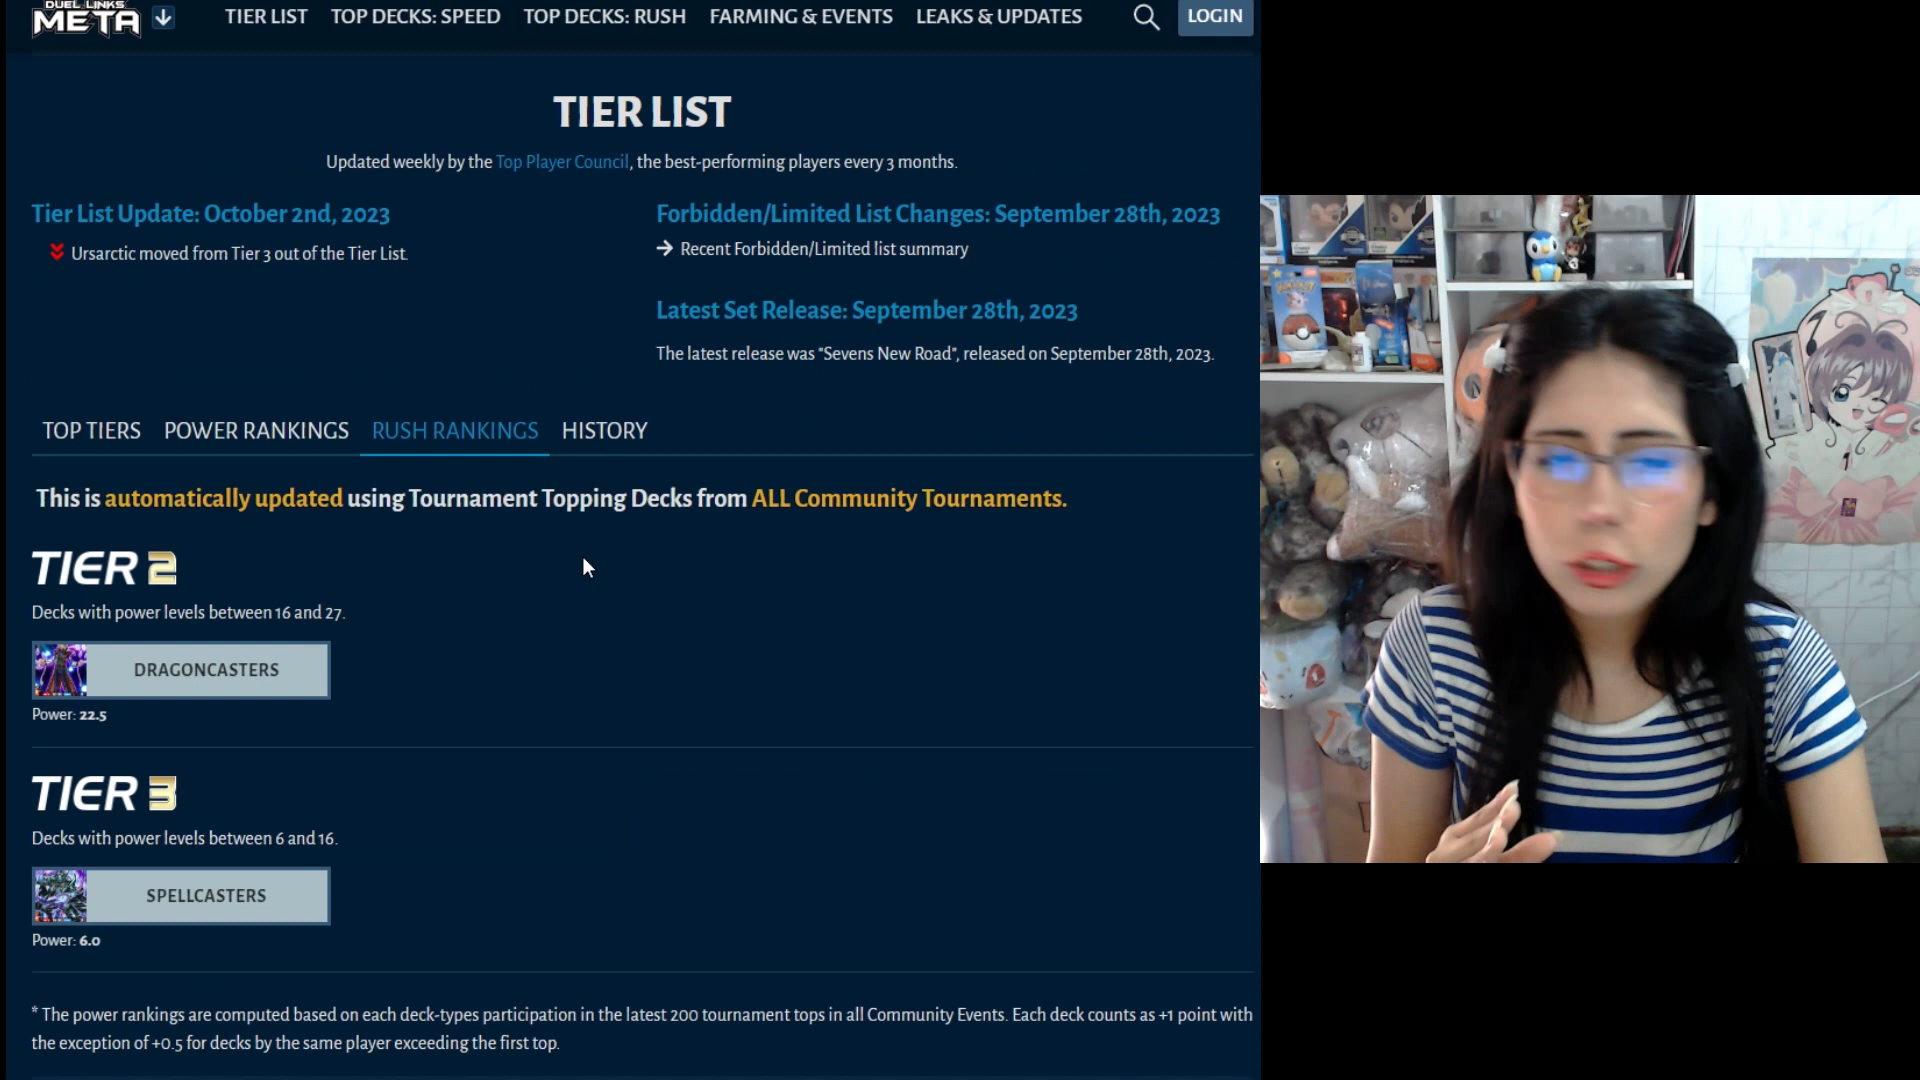 DUEL LINKS
META
TIER LIST
TOP DECKS: SPEED
TOP DECKS: RUSH
FARMING & EVENTS
LEAKS & UPDATES
LOGIN
TIER LIST
Updated weekly by the Top Player Council, the best-performing players every 3 months.
Tier List Update: October 2nd, 2023
Ursarctic moved from Tier 3 out of the Tier List.
Forbidden/Limited List Changes: September 28th, 2023
Recent Forbidden/Limited list summary
Latest Set Release: September 28th, 2023
The latest release was "Sevens New Road", released on September 28th, 2023.
TOP TIERS
POWER RANKINGS
RUSH RANKINGS
HISTORY
This is automatically updated using Tournament Topping Decks from ALL Community Tournaments.
TIER 2
Decks with power levels between 16 and 27.
DRAGONCASTERS
Power: 22.5
TIER 3
Decks with power levels between 6 and 16.
SPELLCASTERS
Power: 6.0
* The power rankings are computed based on each deck-types participation in the latest 200 tournament tops in all Community Events. Each deck counts as +1 point with
the exception of +0.5 for decks by the same player exceeding the first top.